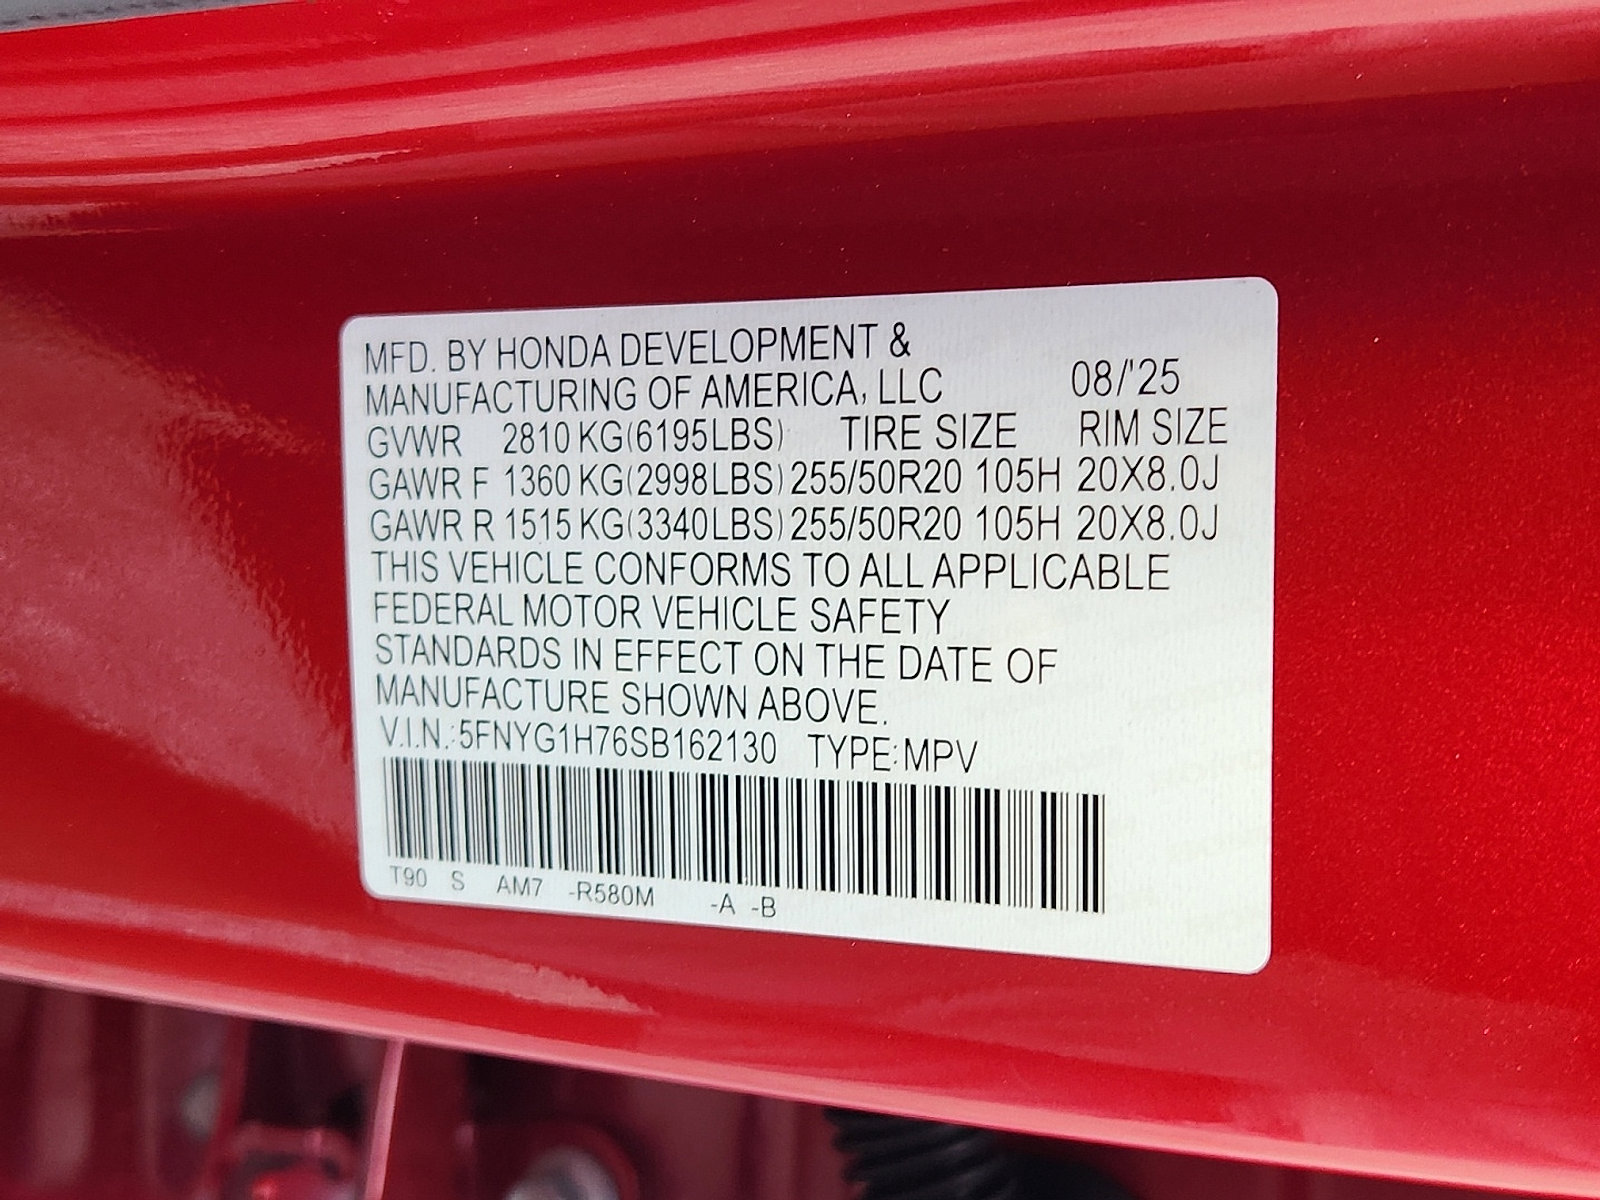 MFD. BY HONDA DEVELOPMENT &
MANUFACTURING OF AMERICA, LLC 08/'25
GVWR 2810 KG(6195LBS) TIRE SIZE RIM SIZE
GAWR F 1360 KG(2998LBS) 255/50R20 105H 20X8.0J
GAWR R 1515 KG(3340LBS) 255/50R20 105H 20X8.0J
THIS VEHICLE CONFORMS TO ALL APPLICABLE
FEDERAL MOTOR VEHICLE SAFETY
STANDARDS IN EFFECT ON THE DATE OF
MANUFACTURE SHOWN ABOVE.
V.I.N.:5FNYG1H76SB162130 TYPE:MPV
T90 S AM7 -R580M -A -B